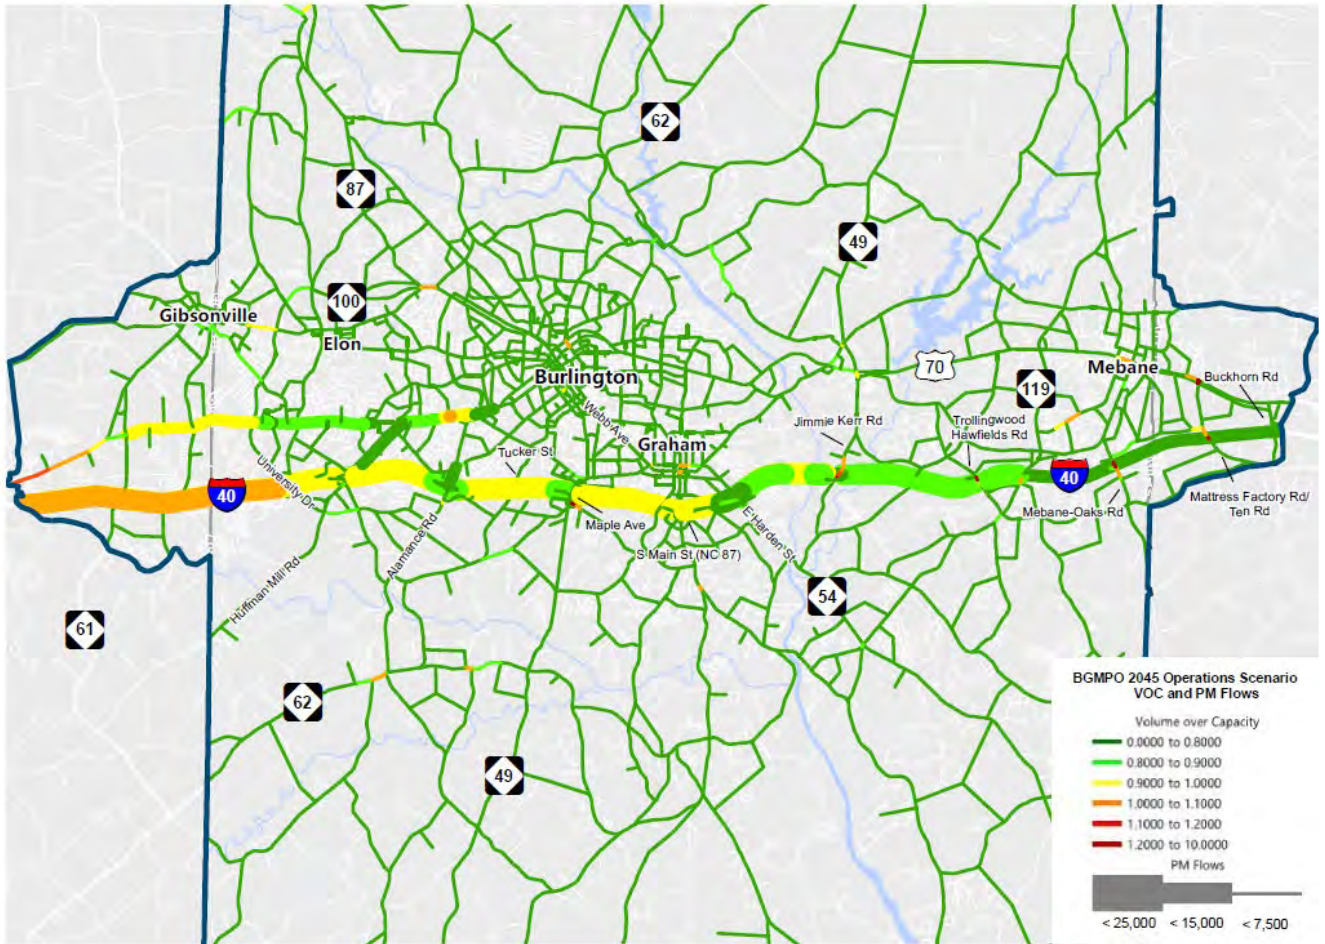 62
87
49
100
Gibsonville
Elon
70
Burlington
Mebane
119
Buckhorn Rd
Webb Ave
Jimmie Kerr Rd
Trollingwood
Hawfields Rd
Graham
Tucker St
University Dr
40
40
Mattress Factory Rd/
Ten Rd
Mebane-Oaks Rd
Maple Ave
E Harden St
S Main St (NC 87)
Alamance Rd
Huffman Mill Rd
54
61
62
49
BGMPO 2045 Operations Scenario
VOC and PM Flows
Volume over Capacity
0.0000 to 0.8000
0.8000 to 0.9000
0.9000 to 1.0000
1.0000 to 1.1000
1.1000 to 1.2000
1.2000 to 10.0000
PM Flows
< 25,000 < 15,000 < 7,500